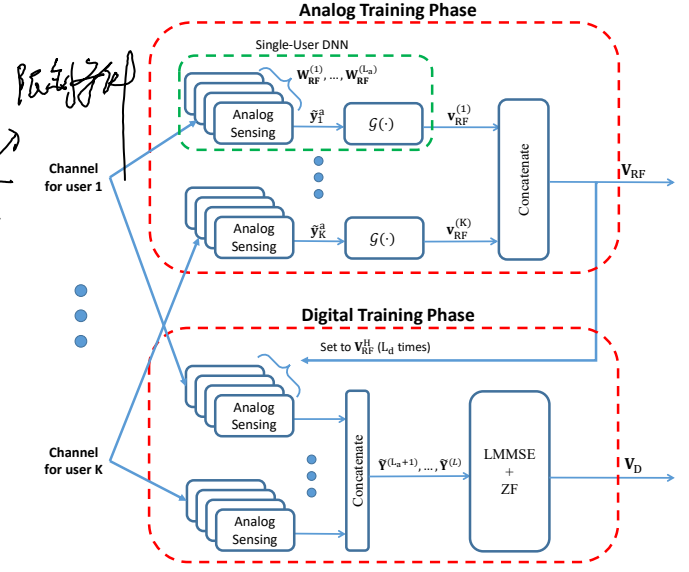 Analog Training Phase
Single-User DNN
W_RF^(1), …, W_RF^(L_a)
Analog
Sensing
ỹ_1^a
𝒢(·)
v_RF^(1)
Concatenate
V_RF
Channel
for user 1
Analog
Sensing
ỹ_K^a
𝒢(·)
v_RF^(K)
Digital Training Phase
Set to V_RF^H (L_d times)
Analog
Sensing
Concatenate
Ỹ^(L_a+1), …, Ỹ^(L)
LMMSE
+
ZF
V_D
Channel
for user K
Analog
Sensing